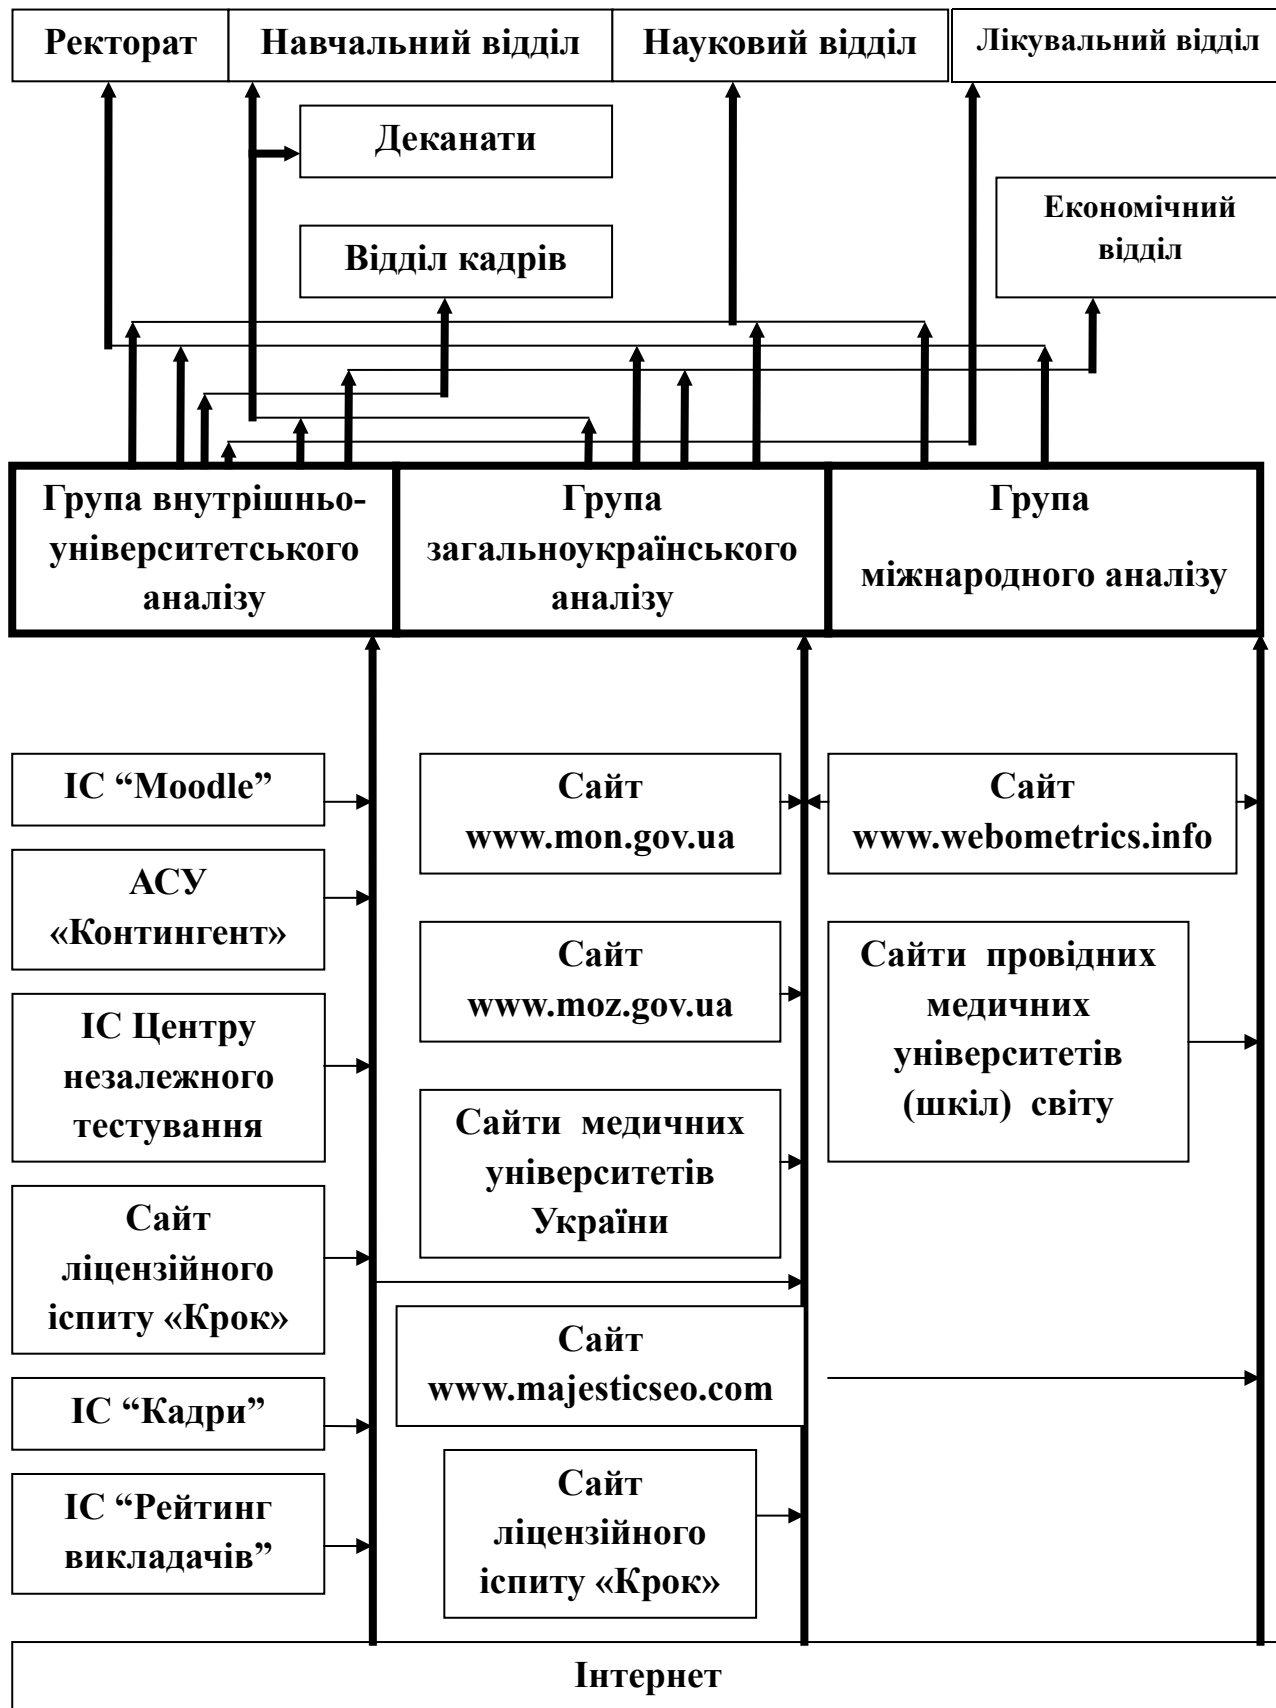 Ректорат
Навчальний відділ
Науковий відділ
Лікувальний відділ
Деканати
Економічний
відділ
Відділ кадрів
Група внутрішньо-
університетського
аналізу
Група
загальноукраїнського
аналізу
Група
міжнародного аналізу
ІС “Moodle”
АСУ
«Контингент»
ІС Центру
незалежного
тестування
Сайт
ліцензійного
іспиту «Крок»
ІС “Кадри”
ІС “Рейтинг
викладачів”
Сайт
www.mon.gov.ua
Сайт
www.moz.gov.ua
Сайти медичних
університетів
України
Сайт
www.majesticseo.com
Сайт
ліцензійного
іспиту «Крок»
Сайт
www.webometrics.info
Сайти провідних
медичних
університетів
(шкіл) світу
Інтернет